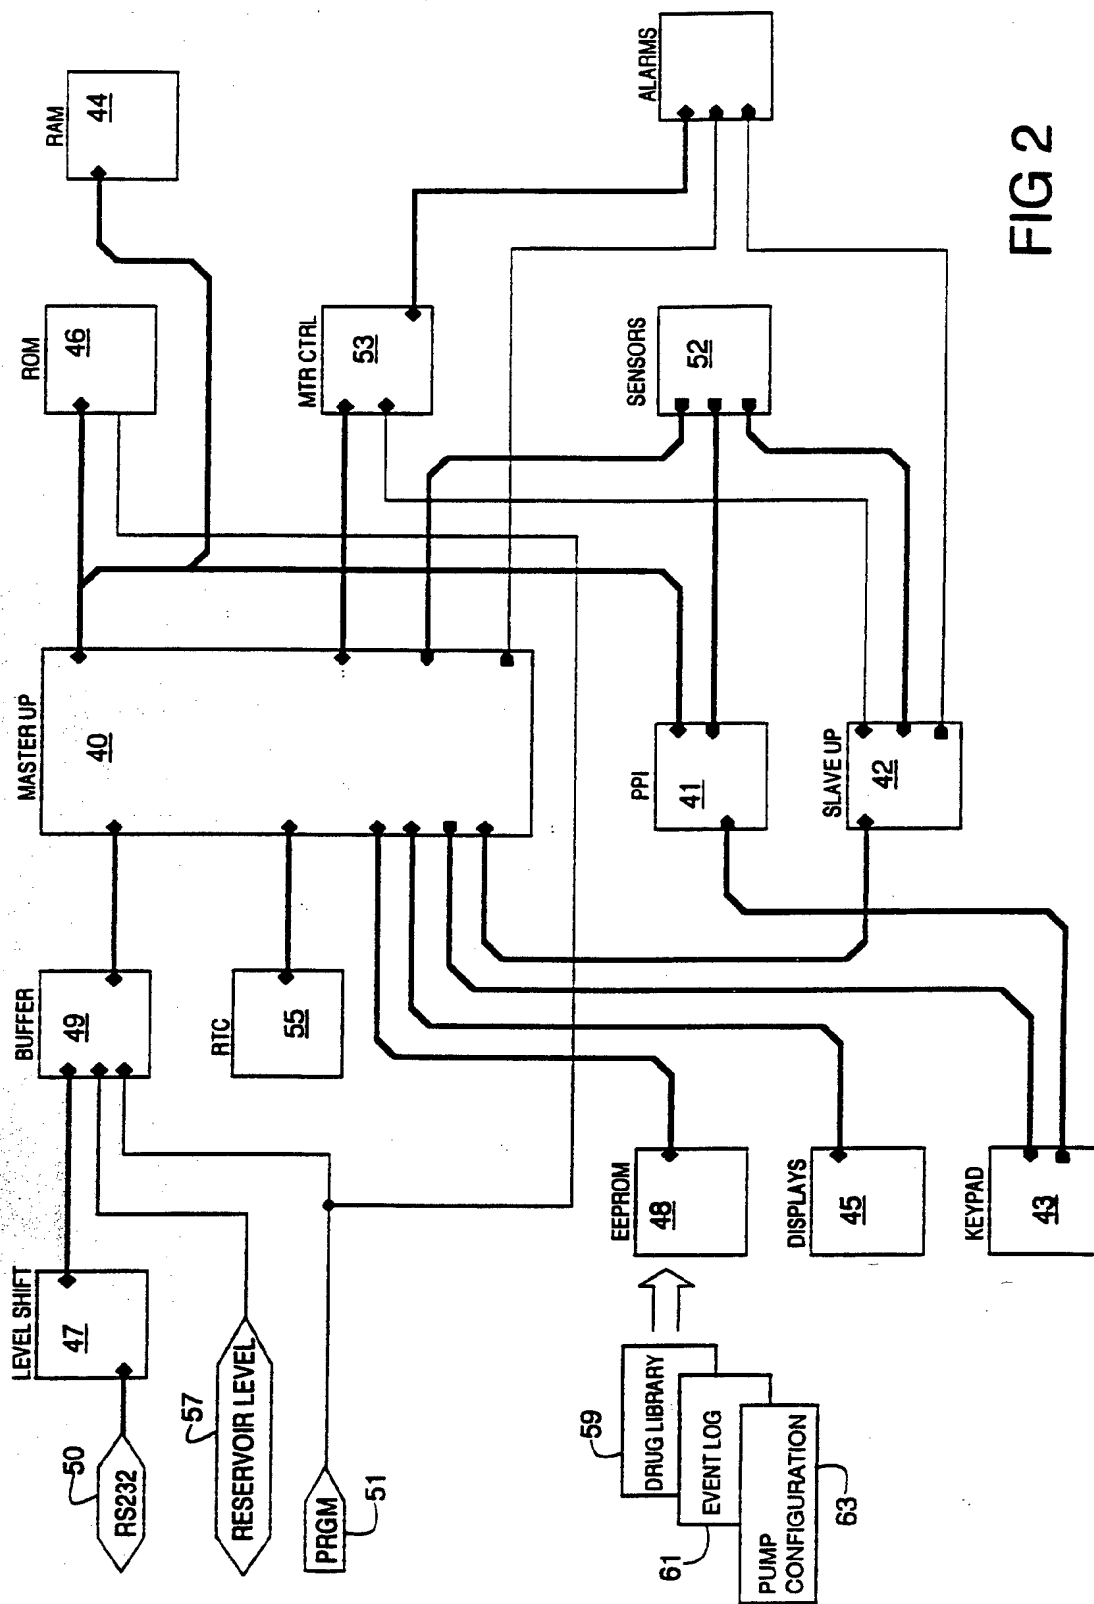 RS232
50
LEVEL SHIFT
47
BUFFER
49
MASTER UP
40
ROM
46
RAM
44
RESERVOIR LEVEL
57
RTC
55
PRGM
51
MTR CTRL
53
DRUG LIBRARY
59
EVENT LOG
61
PUMP
CONFIGURATION
63
EEPROM
48
PPI
41
SENSORS
52
ALARMS
DISPLAYS
45
SLAVE UP
42
KEYPAD
43
FIG 2